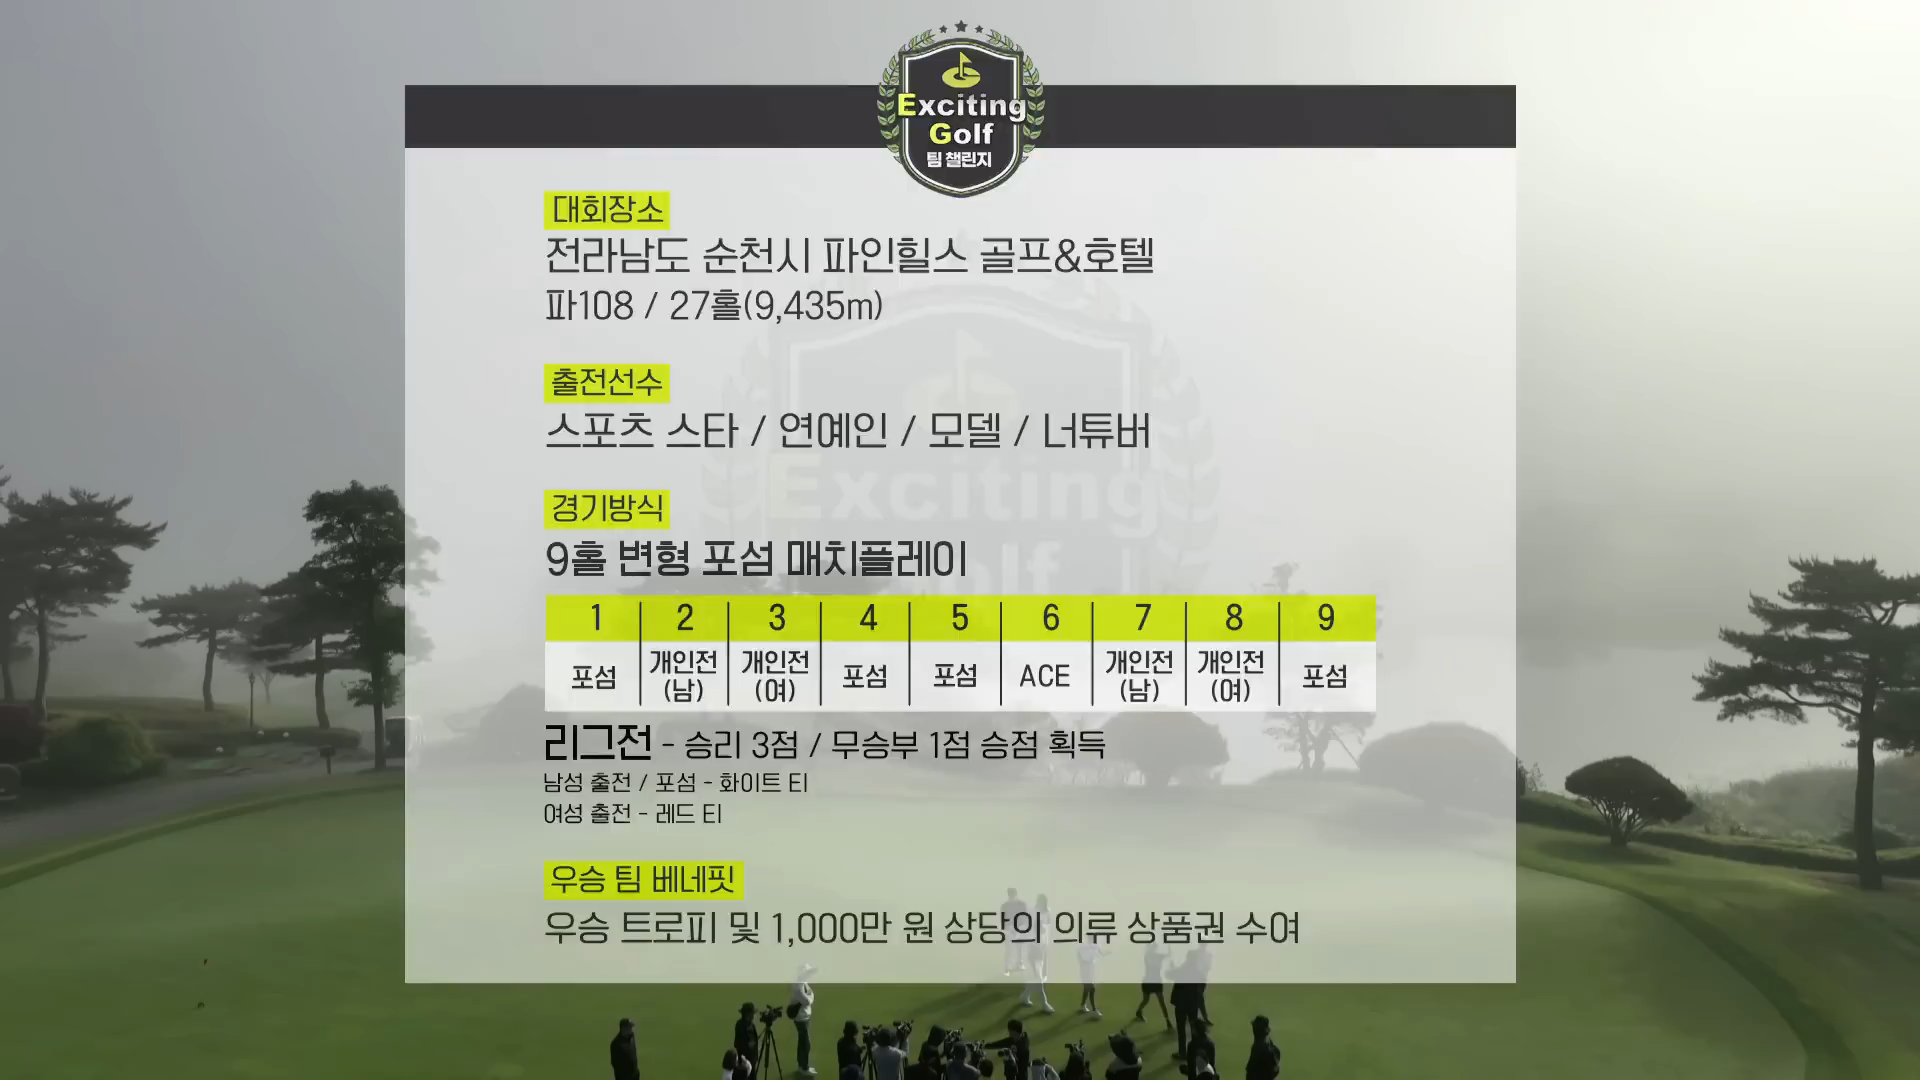 Exciting
Golf
팀 챌린지
대회장소
전라남도 순천시 파인힐스 골프&호텔
파108 / 27홀(9,435m)
출전선수
스포츠 스타 / 연예인 / 모델 / 너튜버
경기방식
9홀 변형 포섬 매치플레이
1 2 3 4 5 6 7 8 9
포섬 개인전(남) 개인전(여) 포섬 포섬 ACE 개인전(남) 개인전(여) 포섬
리그전 - 승리 3점 / 무승부 1점 승점 획득
남성 출전 / 포섬 - 화이트 티
여성 출전 - 레드 티
우승 팀 베네핏
우승 트로피 및 1,000만 원 상당의 의류 상품권 수여
Exciting
Golf